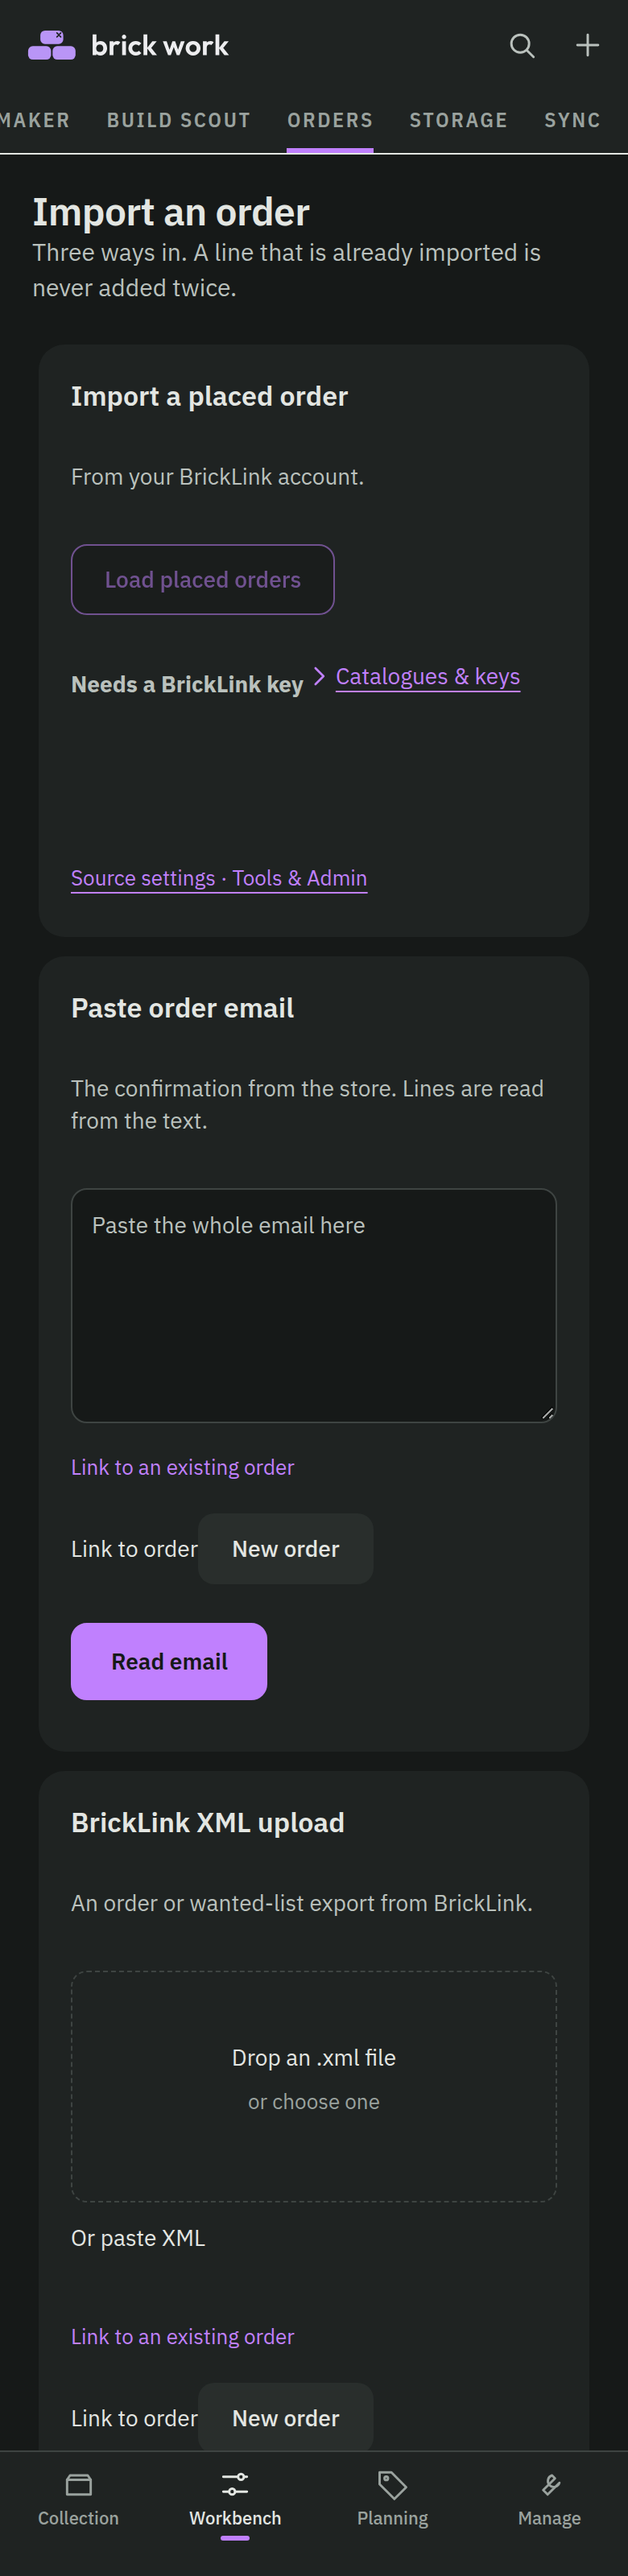 brick work
MAKER BUILD SCOUT ORDERS STORAGE SYNC
Import an order
Three ways in. A line that is already imported is
never added twice.
Import a placed order
From your BrickLink account.
Load placed orders
Needs a BrickLink key > Catalogues & keys
Source settings · Tools & Admin
Paste order email
The confirmation from the store. Lines are read
from the text.
Paste the whole email here
Link to an existing order
Link to order New order
Read email
BrickLink XML upload
An order or wanted-list export from BrickLink.
Drop an .xml file
or choose one
Or paste XML
Link to an existing order
Link to order New order
Collection Workbench Planning Manage